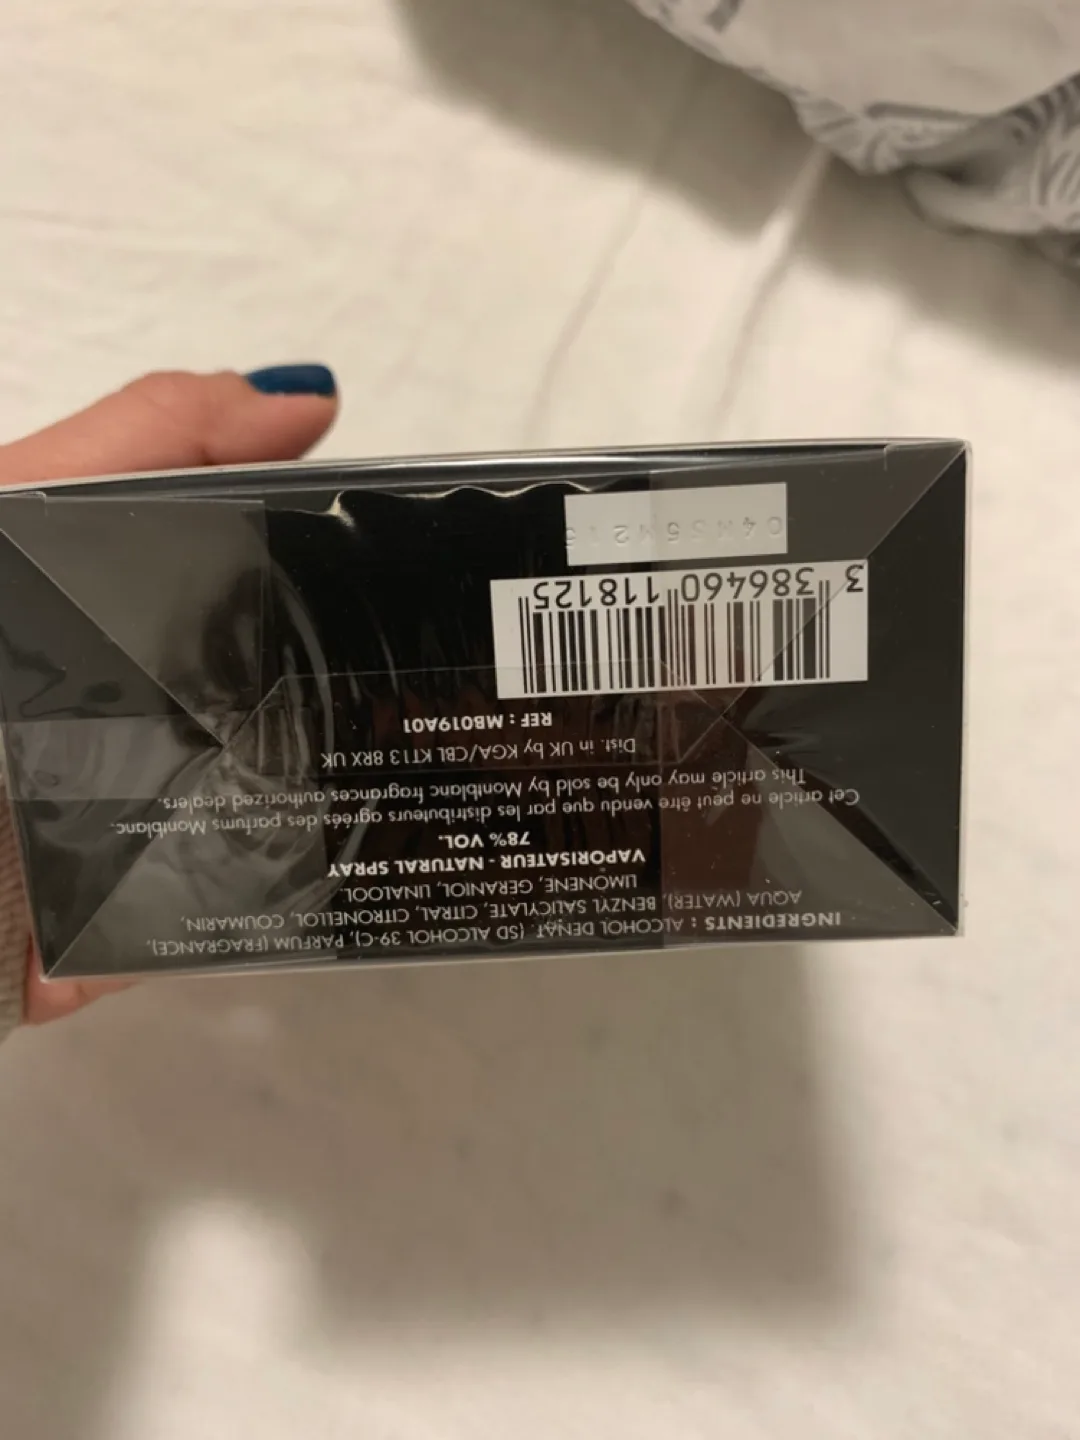 INGREDIENTS : ALCOHOL DENAT. (SD ALCOHOL 39-C), PARFUM (FRAGRANCE),
AQUA (WATER), BENZYL SALICYLATE, CITRAL, CITRONELLOL, COUMARIN,
LIMONENE, GERANIOL, LINALOOL.
VAPORISATEUR - NATURAL SPRAY
78% VOL.
Cet article ne peut être vendu que par les distributeurs agréés des parfums Montblanc.
This article may only be sold by Montblanc fragrances authorized dealers.
Dist. in UK by KGA/CBL KT13 8RX UK
REF : MB019A01
3 386460 118125